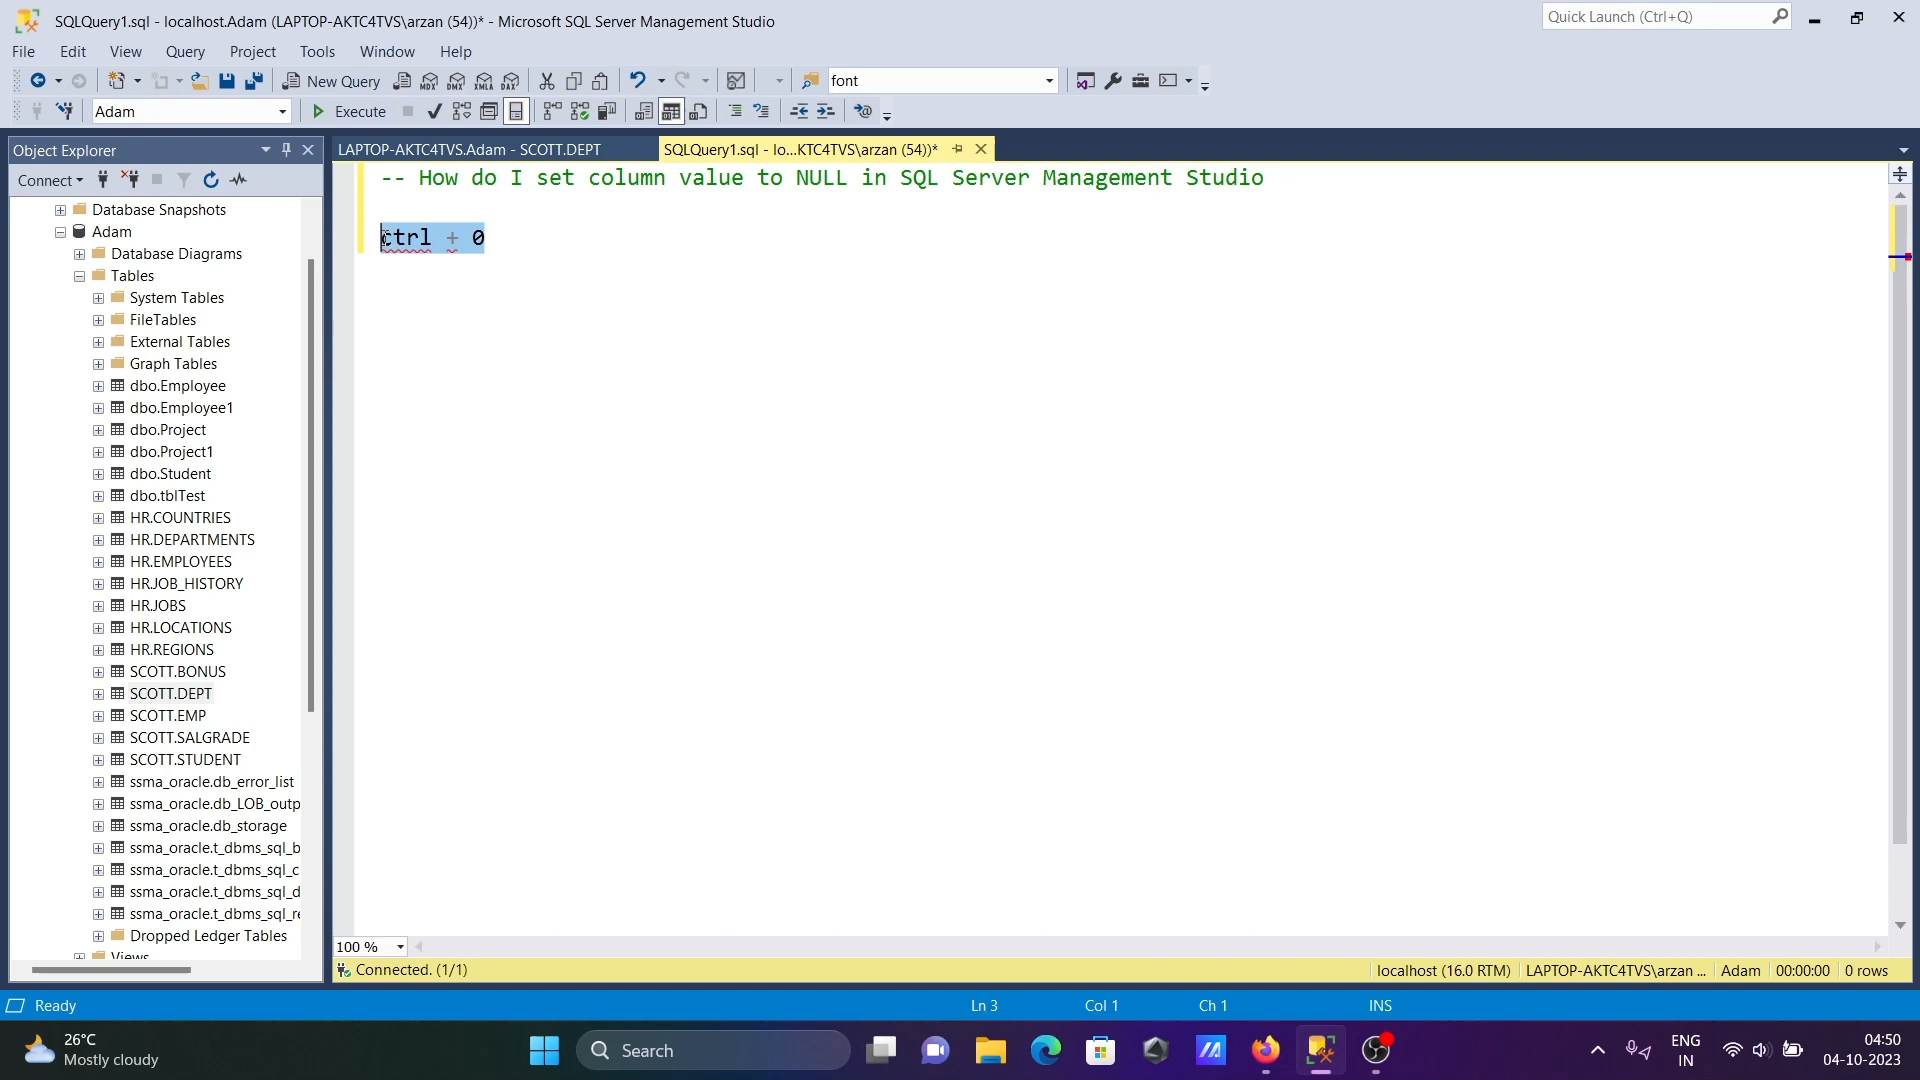 SQLQuery1.sql - localhost.Adam (LAPTOP-AKTC4TVS\arzan (54))* - Microsoft SQL Server Management Studio
Quick Launch (Ctrl+Q)
File Edit View Query Project Tools Window Help
New Query MDX DMX XMLA DAX font
Adam Execute
Object Explorer
LAPTOP-AKTC4TVS.Adam - SCOTT.DEPT
SQLQuery1.sql - lo...KTC4TVS\arzan (54))*
Connect
Database Snapshots
Adam
Database Diagrams
Tables
System Tables
FileTables
External Tables
Graph Tables
dbo.Employee
dbo.Employee1
dbo.Project
dbo.Project1
dbo.Student
dbo.tblTest
HR.COUNTRIES
HR.DEPARTMENTS
HR.EMPLOYEES
HR.JOB_HISTORY
HR.JOBS
HR.LOCATIONS
HR.REGIONS
SCOTT.BONUS
SCOTT.DEPT
SCOTT.EMP
SCOTT.SALGRADE
SCOTT.STUDENT
ssma_oracle.db_error_list
ssma_oracle.db_LOB_outp
ssma_oracle.db_storage
ssma_oracle.t_dbms_sql_b
ssma_oracle.t_dbms_sql_c
ssma_oracle.t_dbms_sql_d
ssma_oracle.t_dbms_sql_re
Dropped Ledger Tables
Views
-- How do I set column value to NULL in SQL Server Management Studio
ctrl + 0
100 %
Connected. (1/1)
localhost (16.0 RTM) LAPTOP-AKTC4TVS\arzan ... Adam 00:00:00 0 rows
Ready Ln 3 Col 1 Ch 1 INS
26°C
Mostly cloudy
Search
ENG
IN
04:50
04-10-2023